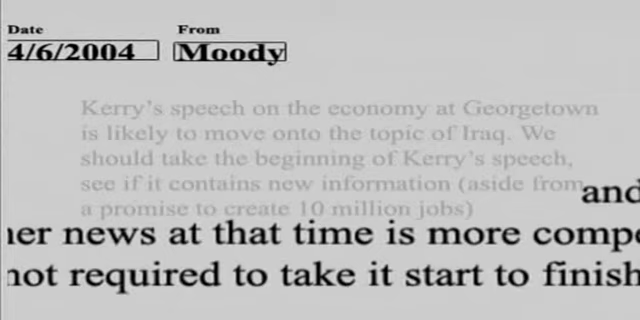 Date From
4/6/2004 Moody
Kerry's speech on the economy at Georgetown
is likely to move onto the topic of Iraq. We
should take the beginning of Kerry's speech,
see if it contains new information (aside from
a promise to create 10 million jobs)
and
news at that time is more
not required to take it start to finish